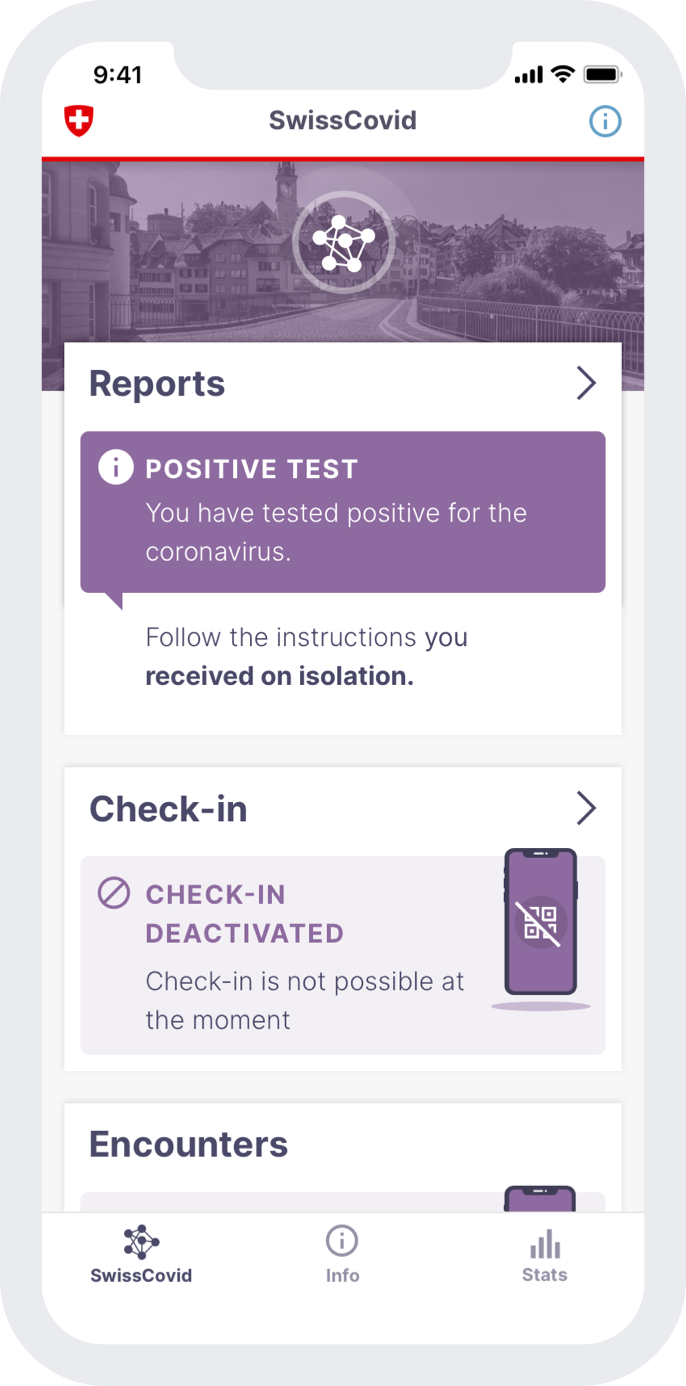 9:41
SwissCovid
Reports
POSITIVE TEST
You have tested positive for the
coronavirus.
Follow the instructions you
received on isolation.
Check-in
CHECK-IN
DEACTIVATED
Check-in is not possible at
the moment
Encounters
SwissCovid
Info
Stats